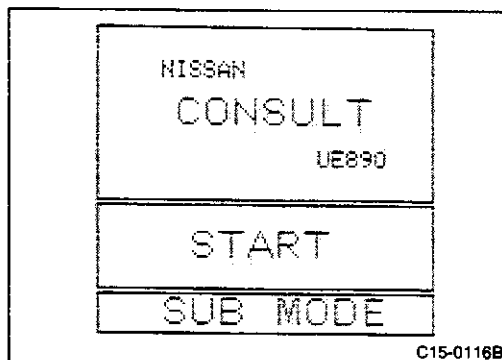 NISSAN
CONSULT
UE890
START
SUB MODE
C15-0116B